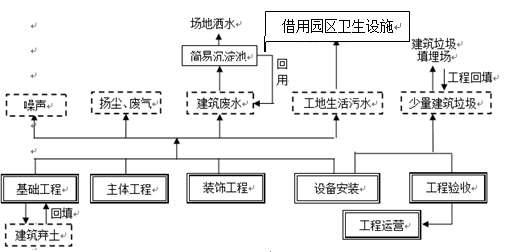 场地洒水
借用园区卫生设施
建筑垃圾
填埋场
简易沉淀池
回用
工程回填
噪声
扬尘、废气
建筑废水
工地生活污水
少量建筑垃圾
基础工程
主体工程
装饰工程
设备安装
工程验收
回填
建筑弃土
工程运营